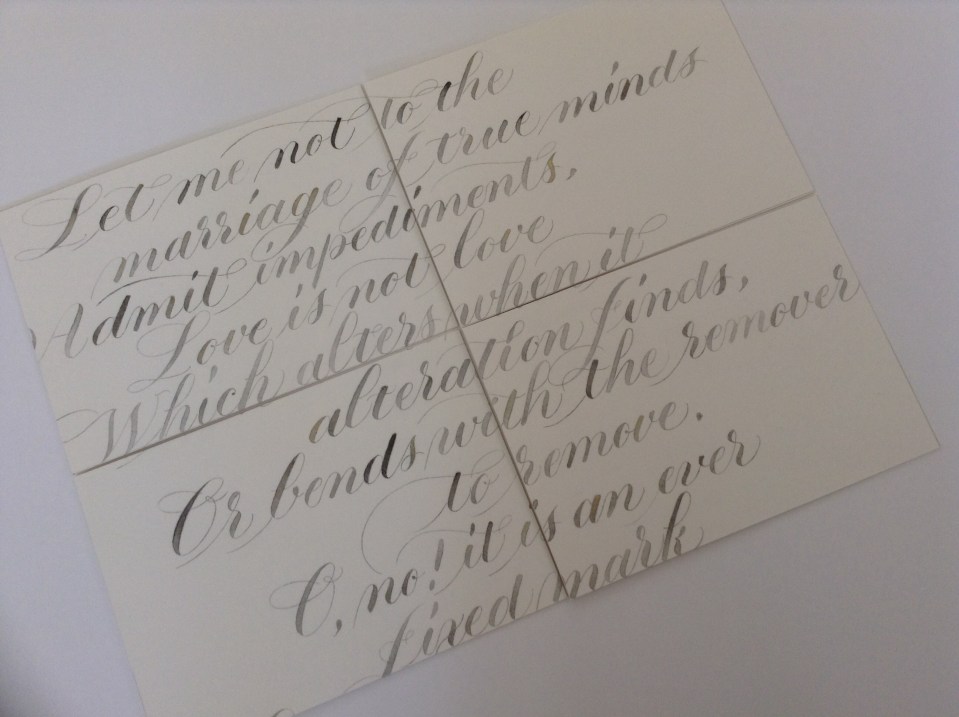 Let me not to the
marriage of true minds
Admit impediments,
Love is not love
Which alters when it
alteration finds,
Or bends with the remover
to remove.
O, no! it is an ever
fixed mark